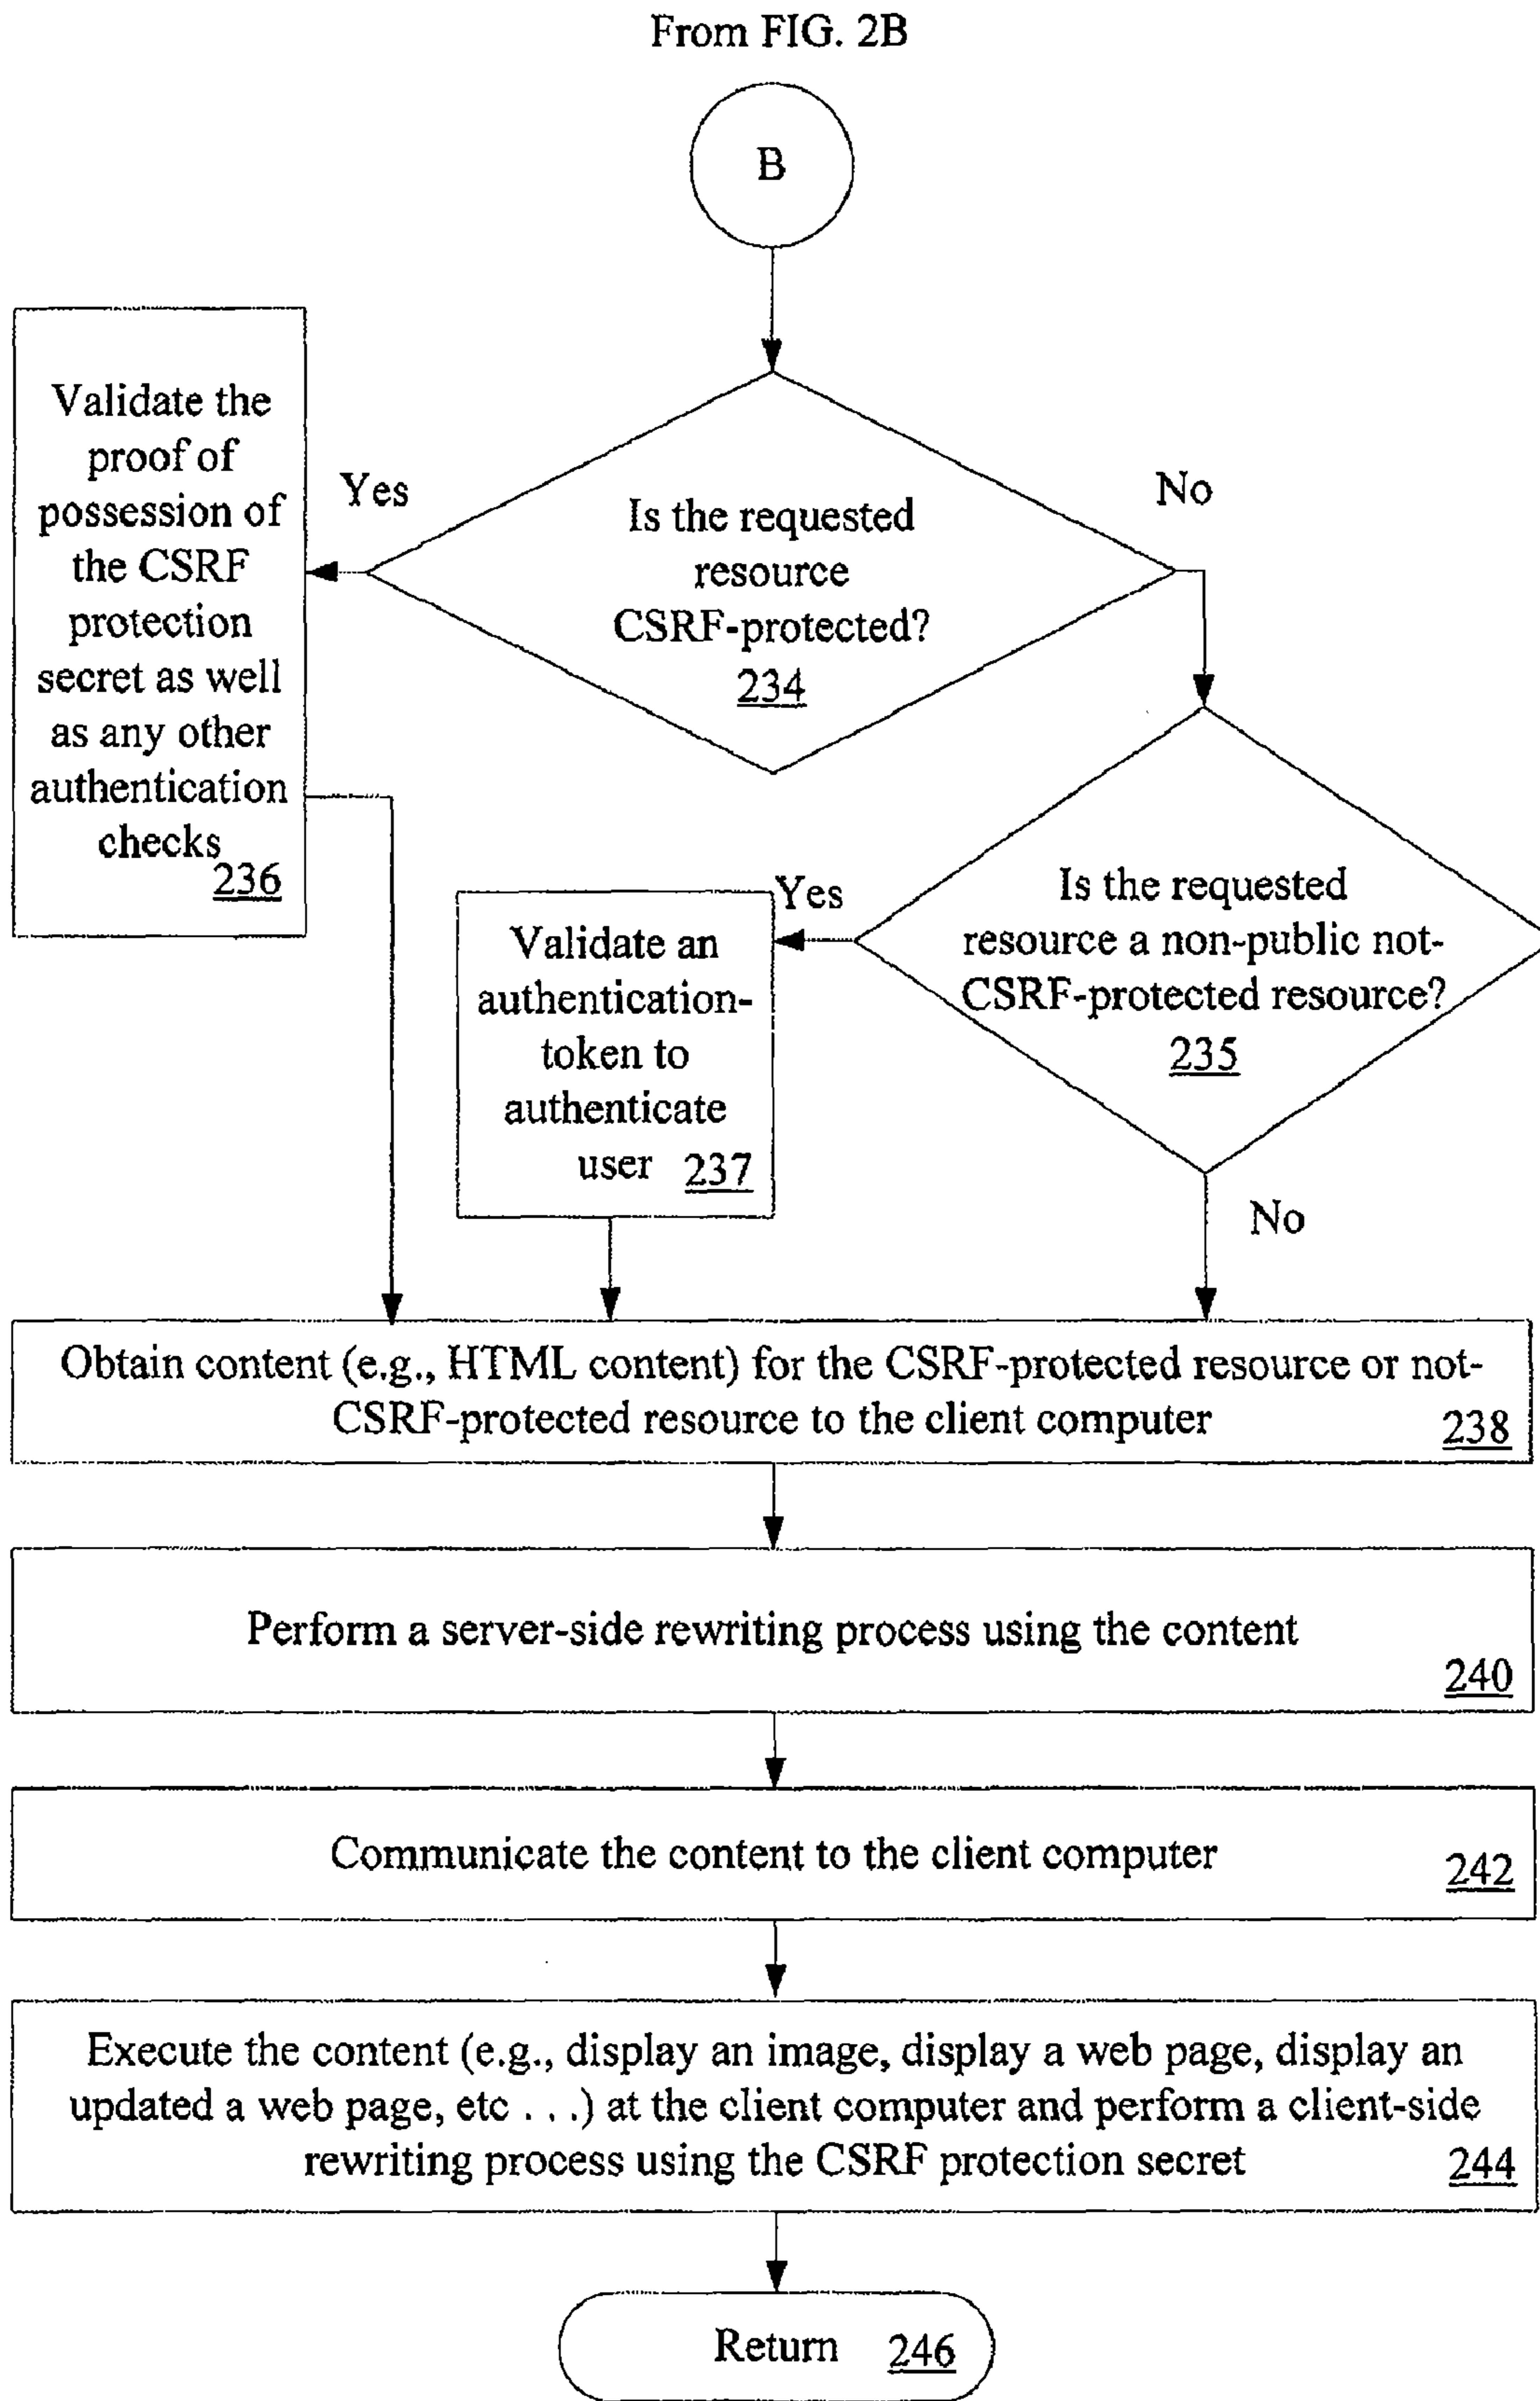 From FIG. 2B
B
Validate the
proof of
possession of
the CSRF
protection
secret as well
as any other
authentication
checks
236
Yes
Is the requested
resource
CSRF-protected?
234
No
Yes
Is the requested
resource a non-public not-
CSRF-protected resource?
235
Validate an
authentication-
token to
authenticate
user 237
No
Obtain content (e.g., HTML content) for the CSRF-protected resource or not-
CSRF-protected resource to the client computer
238
Perform a server-side rewriting process using the content
240
Communicate the content to the client computer
242
Execute the content (e.g., display an image, display a web page, display an
updated a web page, etc . . .) at the client computer and perform a client-side
rewriting process using the CSRF protection secret
244
Return 246